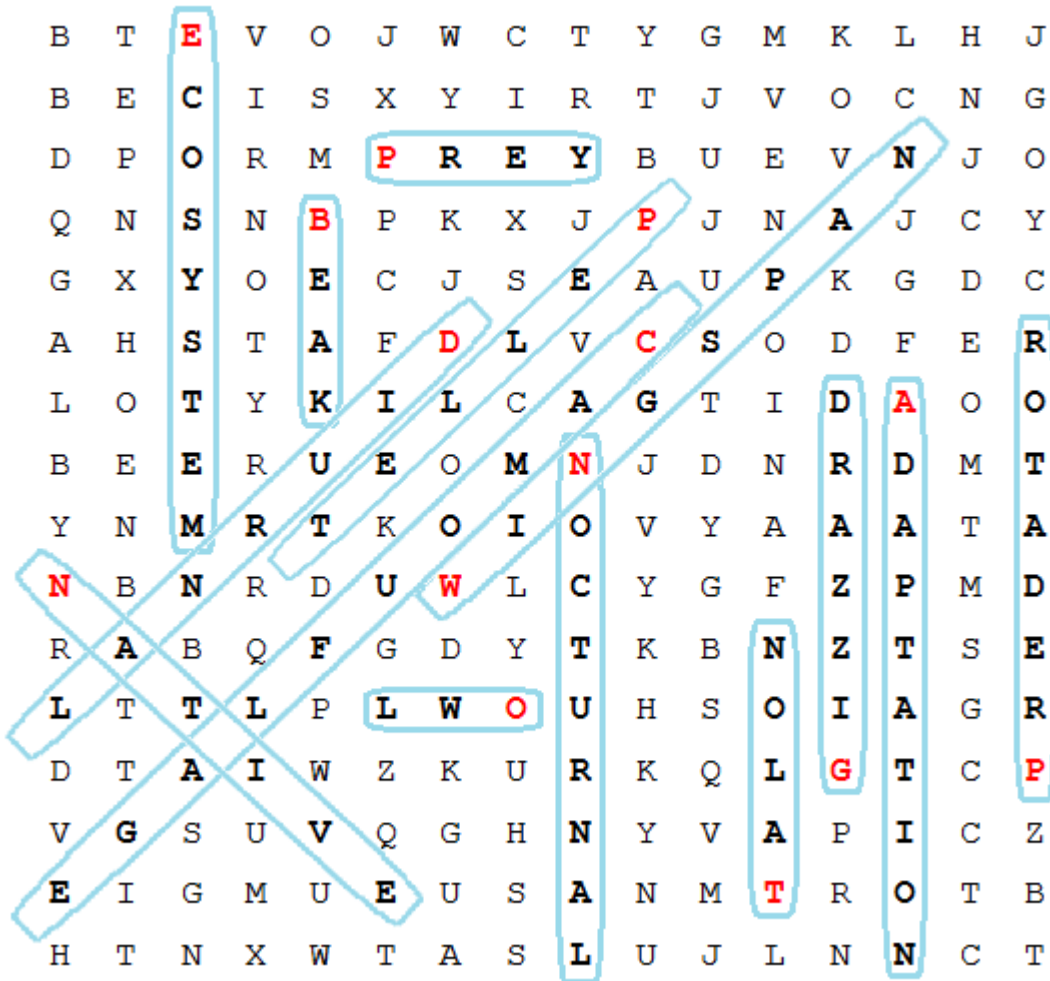 B T E V O J W C T Y G M K L H J
B E C I S X Y I R T J V O C N G
D P O R M P R E Y B U E V N J O
Q N S N B P K X J P J N A J C Y
G X Y O E C J S E A U P K G D C
A H S T A F D L V C S O D F E R
L O T Y K I L C A G T I D A O O
B E E R U E O M N J D N R D M T
Y N M R T K O I O V Y A A A T A
N B N R D U W L C Y G F Z P M D
R A B Q F G D Y T K B N Z T S E
L T T L P L W O U H S O I A G R
D T A I W Z K U R K Q L G T C P
V G S U V Q G H N Y V A P I C Z
E I G M U E U S A N M T R O T B
H T N X W T A S L U J L N N C T